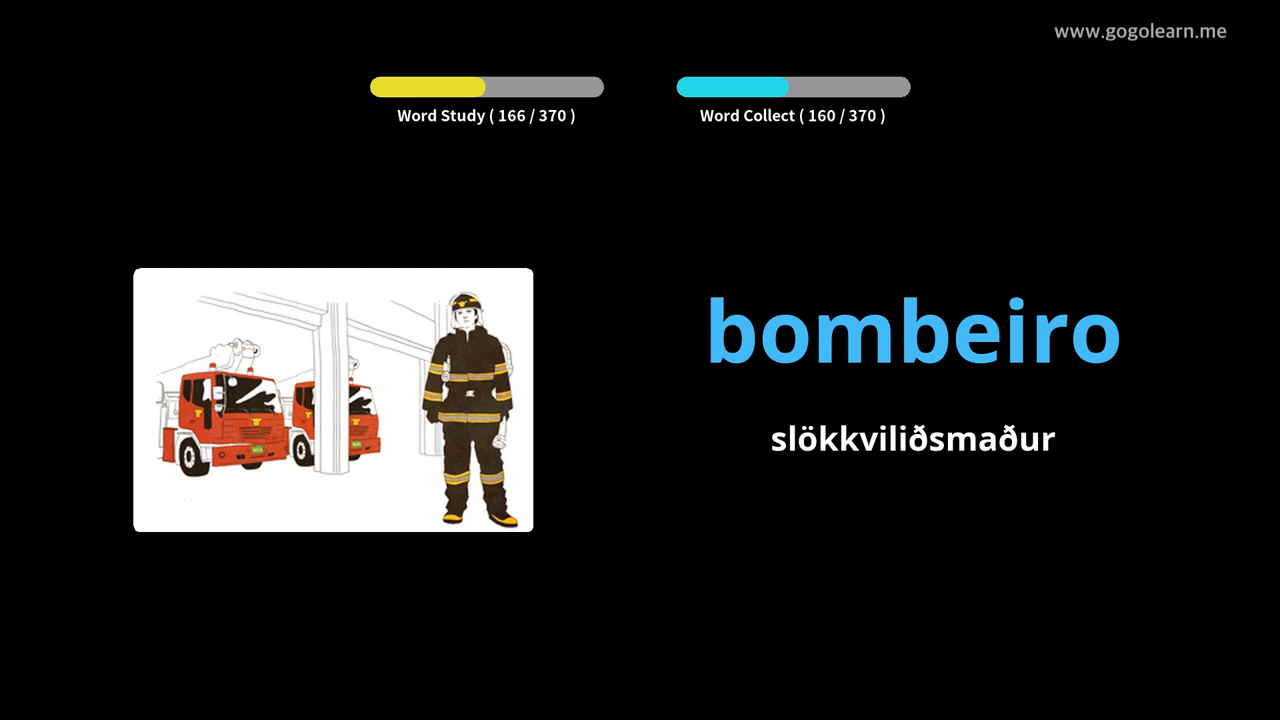 www.gogolearn.me
Word Study ( 166 / 370 )
Word Collect ( 160 / 370 )
bombeiro
slökkviliðsmaður